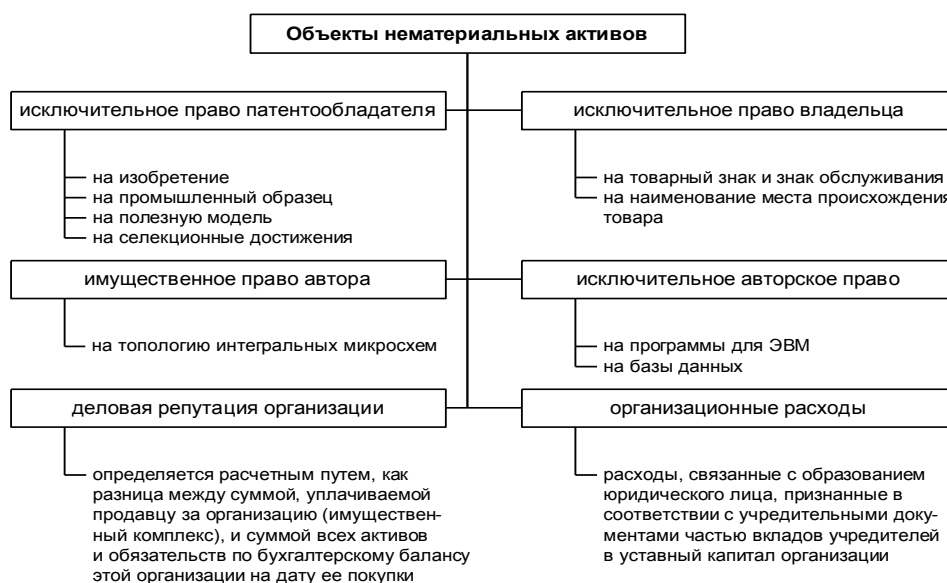 Объекты нематериальных активов
исключительное право патентообладателя
на изобретение
на промышленный образец
на полезную модель
на селекционные достижения
исключительное право владельца
на товарный знак и знак обслуживания
на наименование места происхождения
товара
имущественное право автора
на топологию интегральных микросхем
исключительное авторское право
на программы для ЭВМ
на базы данных
деловая репутация организации
определяется расчетным путем, как
разница между суммой, уплачиваемой
продавцу за организацию (имуществен-
ный комплекс), и суммой всех активов
и обязательств по бухгалтерскому балансу
этой организации на дату ее покупки
организационные расходы
расходы, связанные с образованием
юридического лица, признанные в
соответствии с учредительными доку-
ментами частью вкладов учредителей
в уставный капитал организации